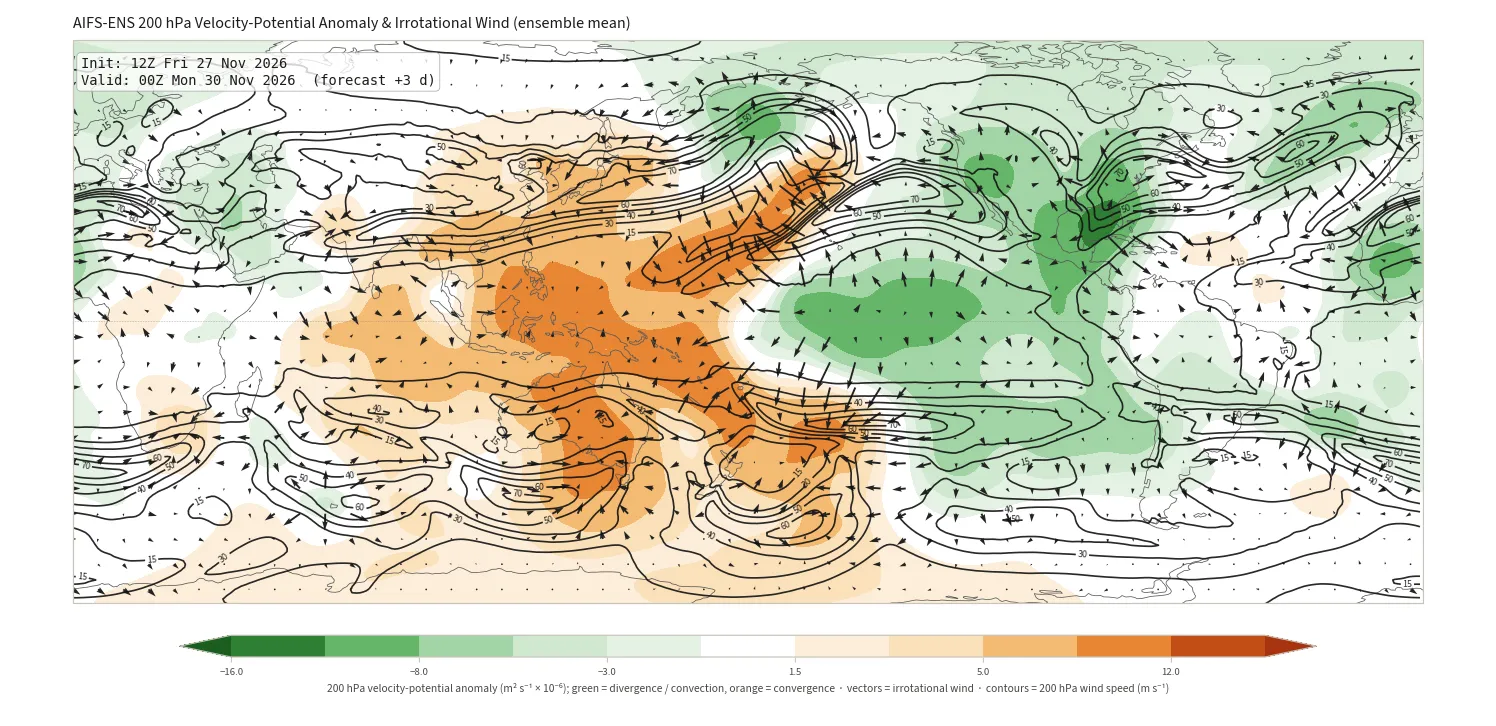 AIFS-ENS 200 hPa Velocity-Potential Anomaly & Irrotational Wind (ensemble mean)
Init: 12Z Fri 27 Nov 2026
Valid: 00Z Mon 30 Nov 2026 (forecast +3 d)
−16.0 −8.0 −3.0 1.5 5.0 12.0
200 hPa velocity-potential anomaly (m² s⁻¹ × 10⁻⁶); green = divergence / convection, orange = convergence · vectors = irrotational wind · contours = 200 hPa wind speed (m s⁻¹)